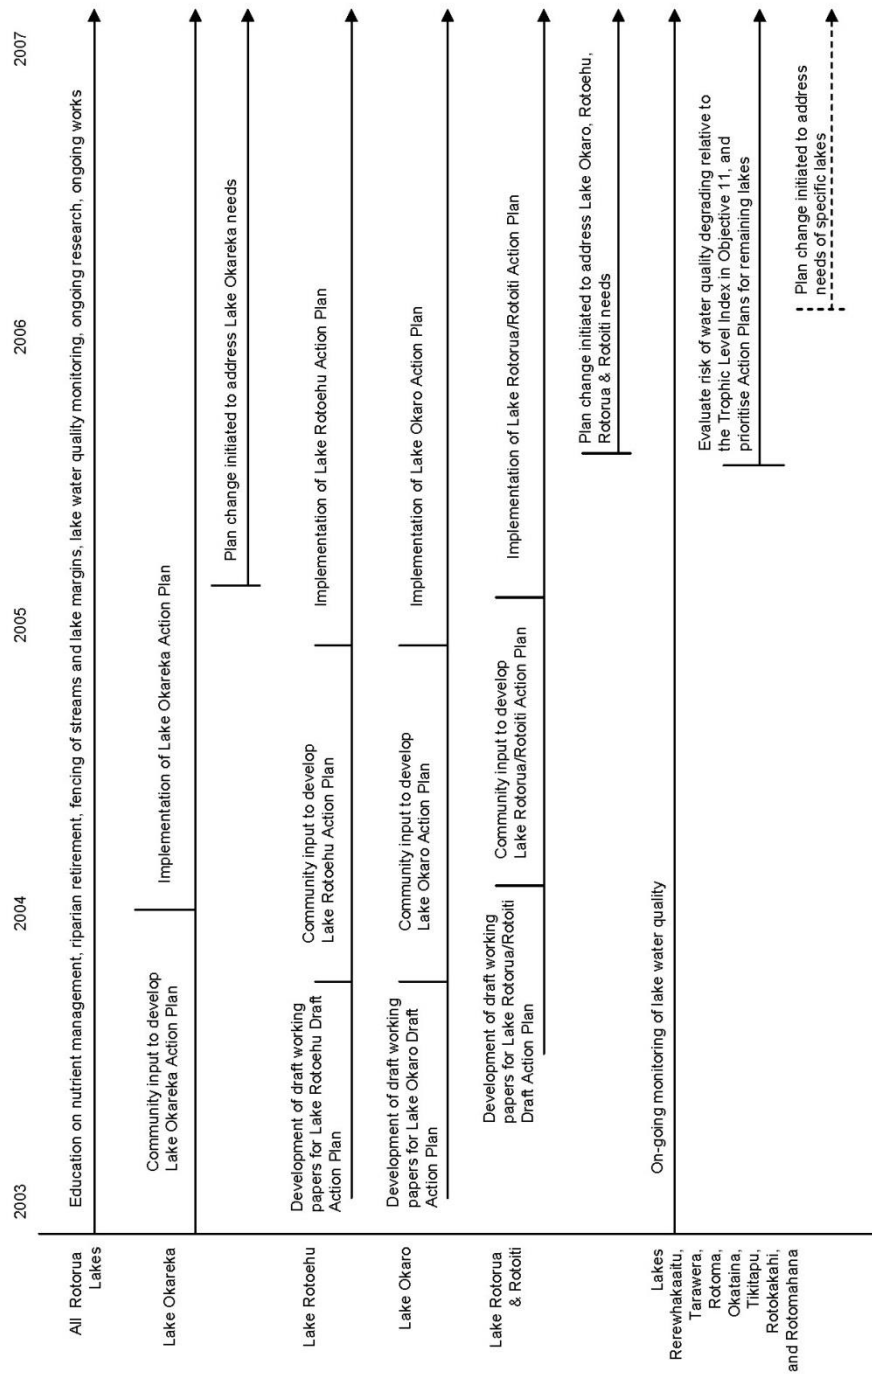 2003 2004 2005 2006 2007
All Rotorua
Lakes
Education on nutrient management, riparian retirement, fencing of streams and lake margins, lake water quality monitoring, ongoing research, ongoing works
Lake Okareka
Community input to develop
Lake Okareka Action Plan
Implementation of Lake Okareka Action Plan
Plan change initiated to address Lake Okareka needs
Lake Rotoehu
Development of draft working
papers for Lake Rotoehu Draft
Action Plan
Community input to develop
Lake Rotoehu Action Plan
Implementation of Lake Rotoehu Action Plan
Lake Okaro
Development of draft working
papers for Lake Okaro Draft
Action Plan
Community input to develop
Lake Okaro Action Plan
Implementation of Lake Okaro Action Plan
Lake Rotorua
& Rotoiti
Development of draft working
papers for Lake Rotorua/Rotoiti
Draft Action Plan
Community input to develop
Lake Rotorua/Rotoiti Action Plan
Implementation of Lake Rotorua/Rotoiti Action Plan
Plan change initiated to address Lake Okaro, Rotoehu,
Rotorua & Rotoiti needs
Lakes
Rerewhakaaitu,
Tarawera,
Rotoma,
Okataina,
Tikitapu,
Rotokakahi,
and Rotomahana
On-going monitoring of lake water quality
Evaluate risk of water quality degrading relative to
the Trophic Level Index in Objective 11, and
prioritise Action Plans for remaining lakes
Plan change initiated to address
needs of specific lakes